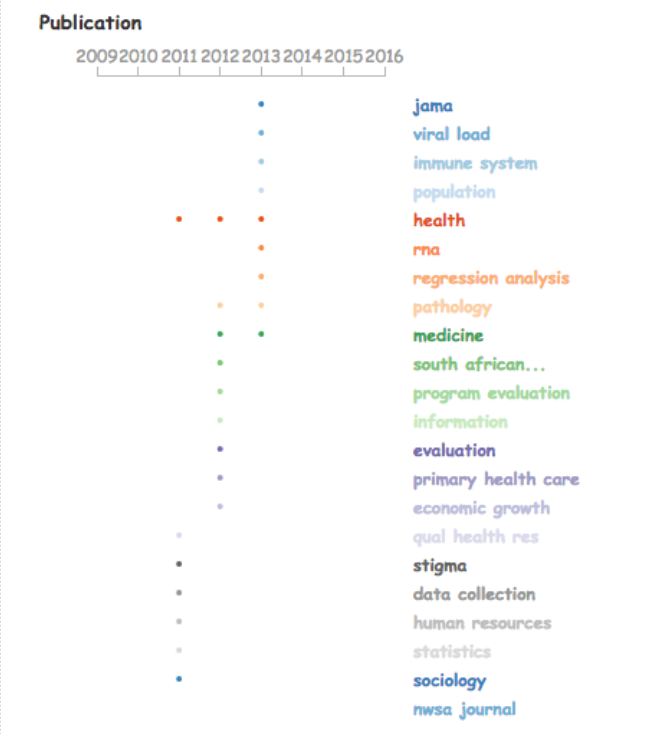 Publication
2009 2010 2011 2012 2013 2014 2015 2016
jama
viral load
immune system
population
health
rna
regression analysis
pathology
medicine
south african...
program evaluation
information
evaluation
primary health care
economic growth
qual health res
stigma
data collection
human resources
statistics
sociology
nwsa journal